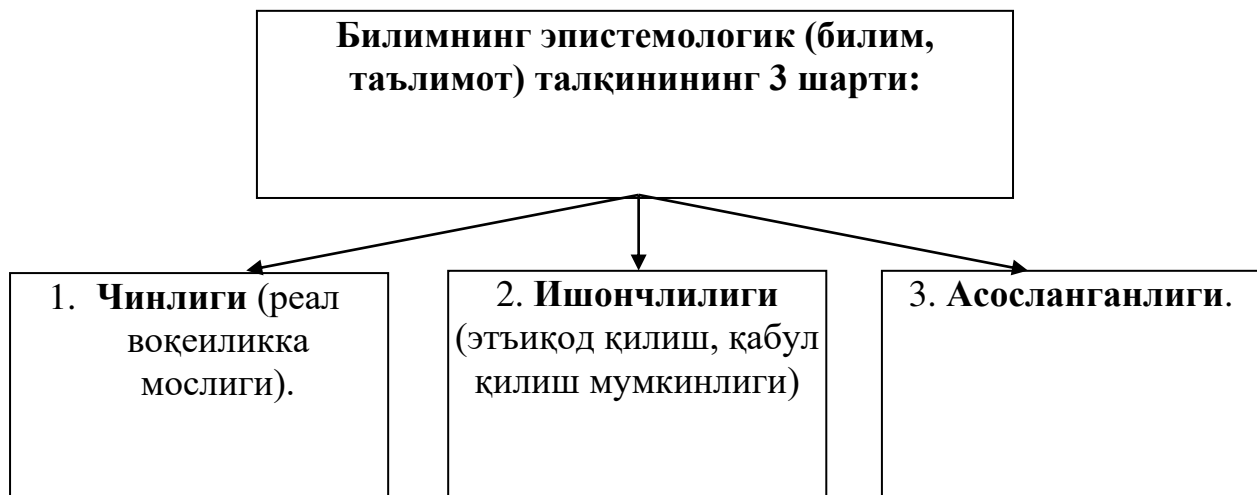 Билимнинг эпистемологик (билим,
таълимот) талқинининг 3 шарти:
1. Чинлиги (реал
воқеиликка
мослиги).
2. Ишончлилиги
(этъиқод қилиш, қабул
қилиш мумкинлиги)
3. Асосланганлиги.